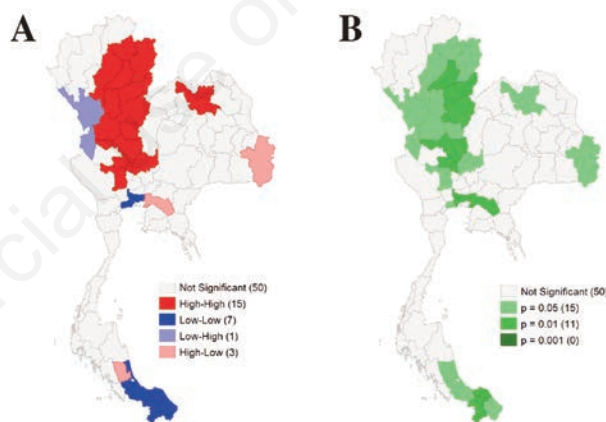 A
B
Not Significant (50)
High-High (15)
Low-Low (7)
Low-High (1)
High-Low (3)
Not Significant (50)
p = 0.05 (15)
p = 0.01 (11)
p = 0.001 (0)